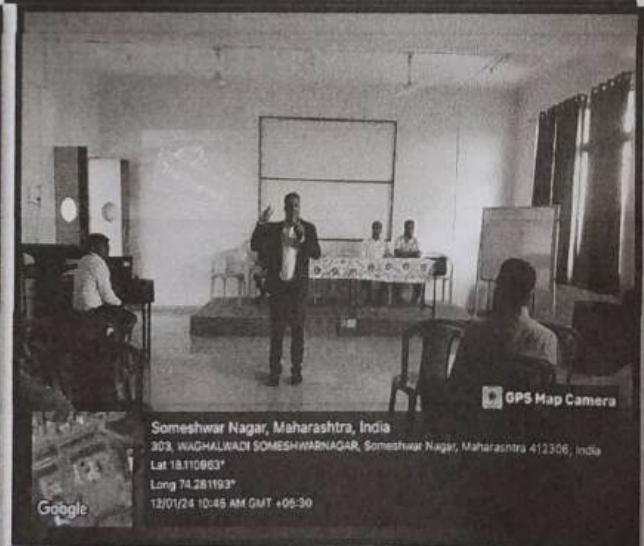 GPS Map Camera
Someshwar Nagar, Maharashtra, India
303, WAGHALWADI SOMESHWARNAGAR, Someshwar Nagar, Maharashtra 412306, India
Lat 18.110963°
Long 74.281193°
12/01/24 10:46 AM GMT +05:30
Google